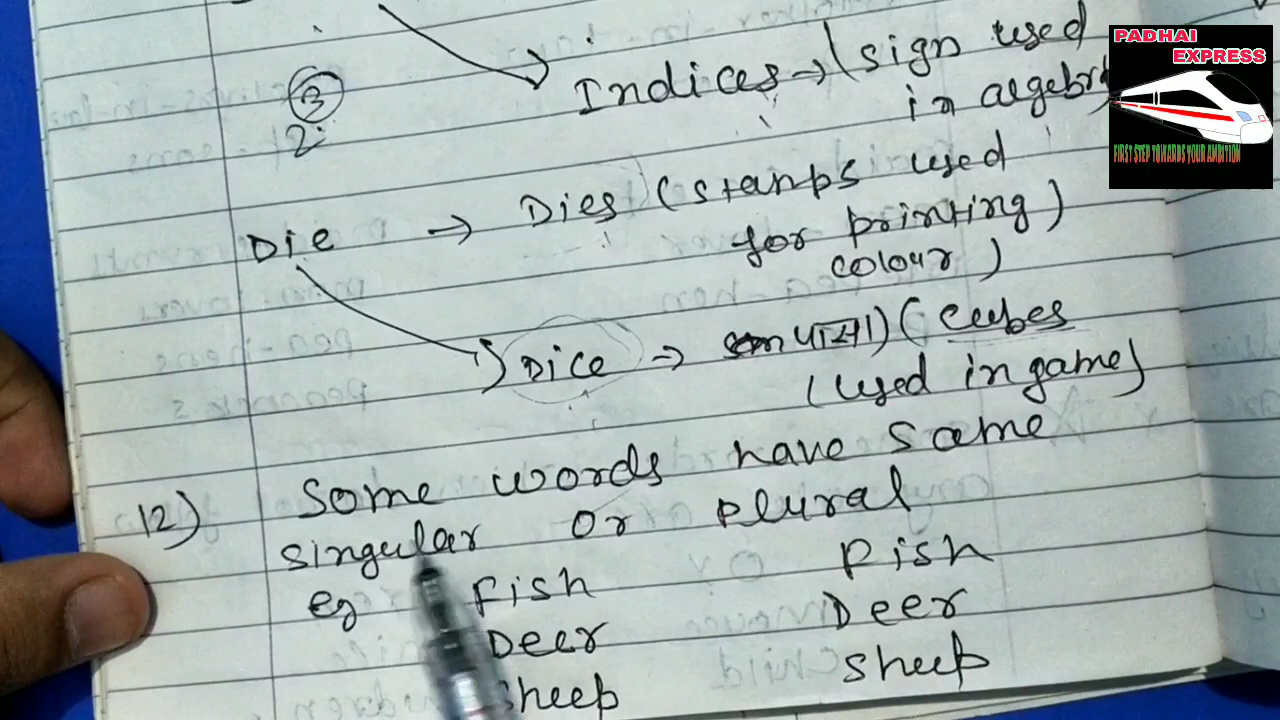 PADHAI
EXPRESS
FIRST STEP TOWARDS YOUR AMBITION
Indices → (sign used
in algebra
3
2
Die → Dies (stamps used
for printing)
colour)
Dice → (cubes
(used in game)
12) Some words have same
singular or plural
eg Fish Fish
Deer Deer
sheep sheep